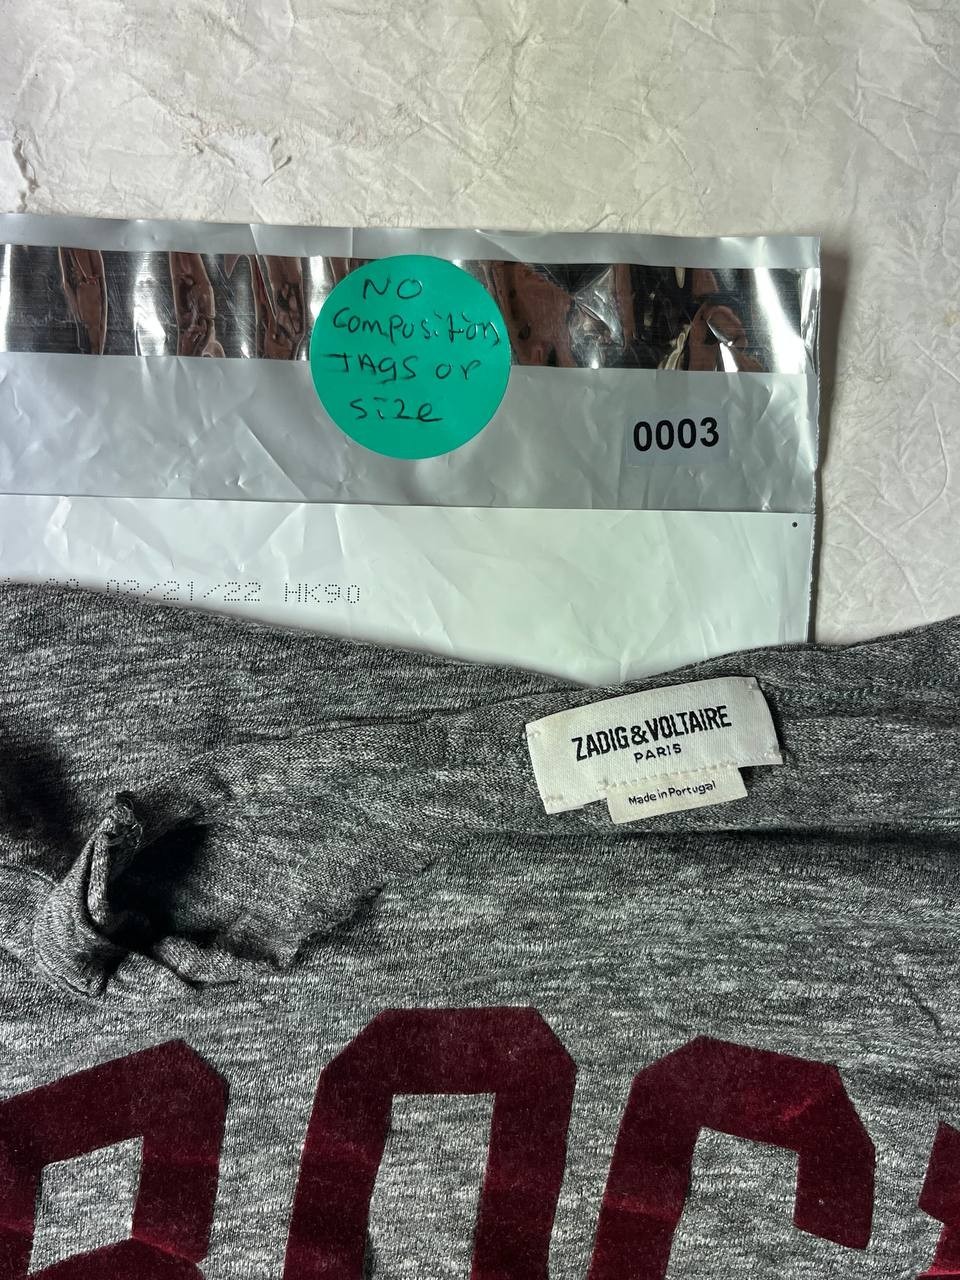 NO
Composition
TAGS or
size
0003
02/21/22 HK90
ZADIG&VOLTAIRE
PARIS
Made in Portugal